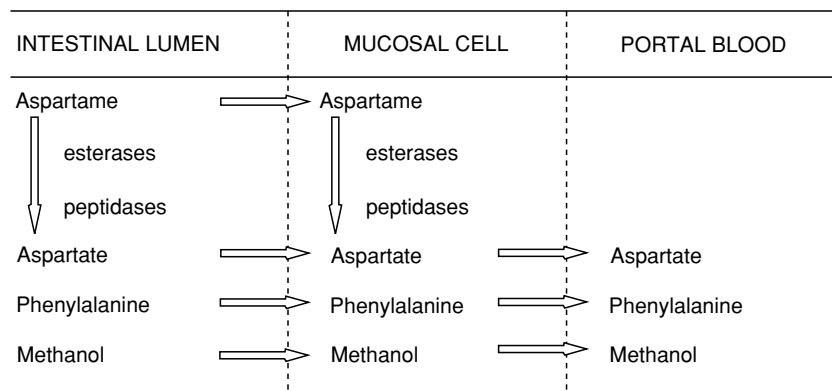 INTESTINAL LUMEN MUCOSAL CELL PORTAL BLOOD
Aspartame Aspartame
esterases esterases
peptidases peptidases
Aspartate Aspartate Aspartate
Phenylalanine Phenylalanine Phenylalanine
Methanol Methanol Methanol